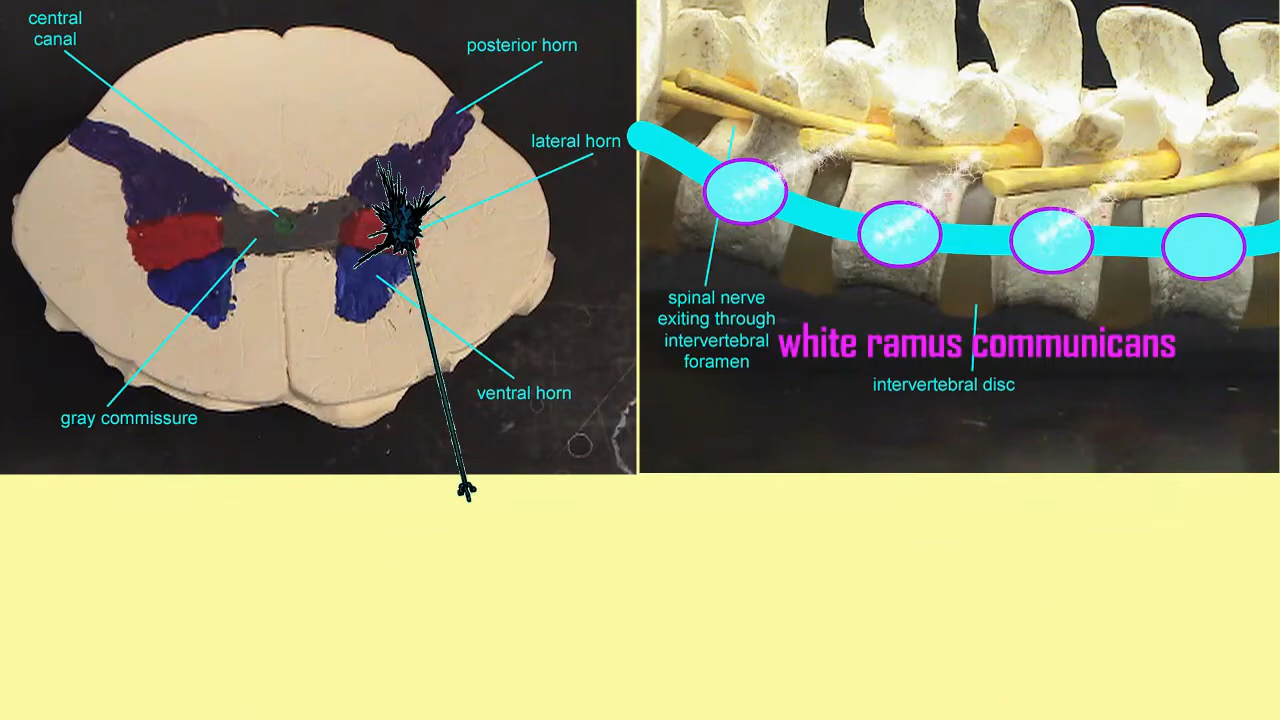 central
canal
posterior horn
lateral horn
ventral horn
gray commissure
spinal nerve
exiting through
intervertebral
foramen
white ramus communicans
intervertebral disc